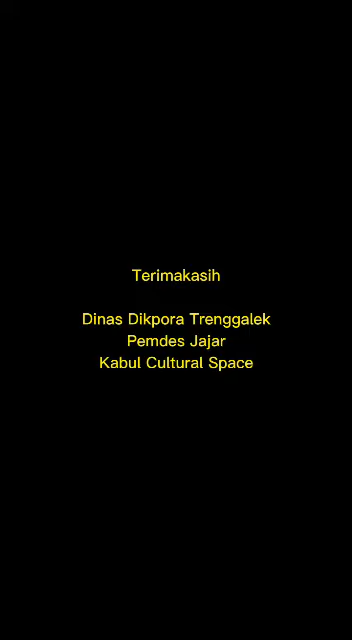 Terimakasih
Dinas Dikpora Trenggalek
Pemdes Jajar
Kabul Cultural Space